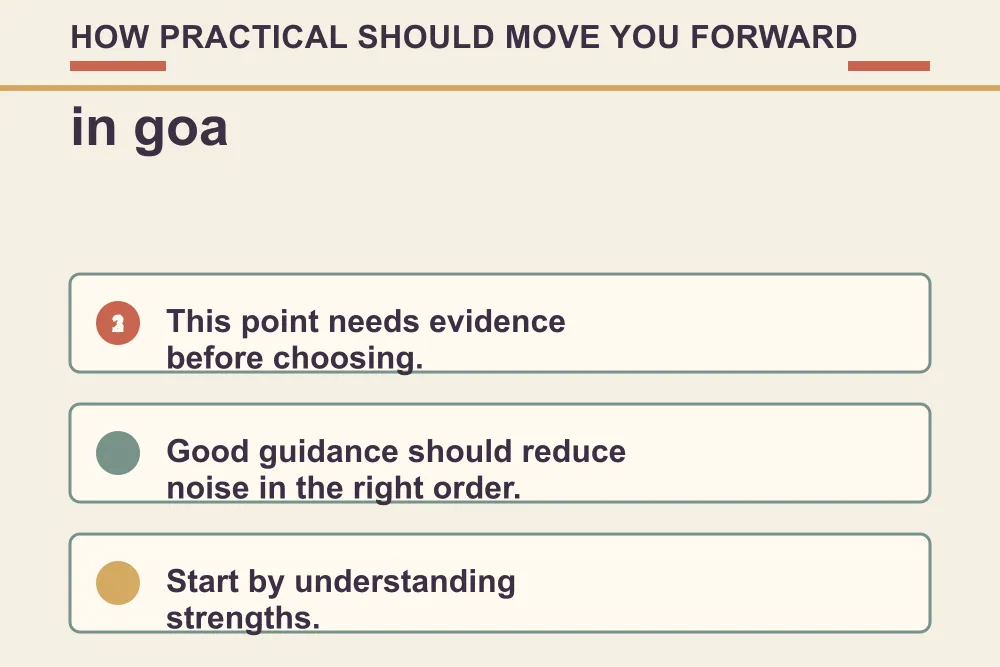 HOW PRACTICAL SHOULD MOVE YOU FORWARD
in goa
This point needs evidence
before choosing.
Good guidance should reduce
noise in the right order.
Start by understanding
strengths.